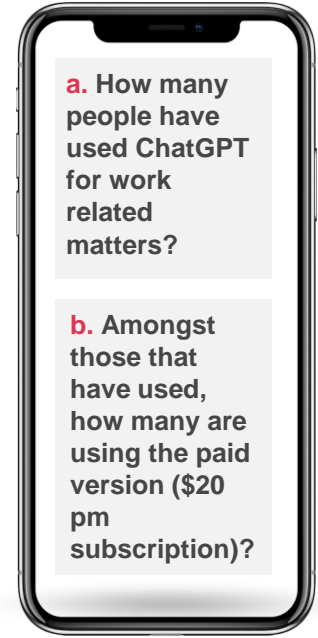 a. How many
people have
used ChatGPT
for work
related
matters?
b. Amongst
those that
have used,
how many are
using the paid
version ($20
pm
subscription)?